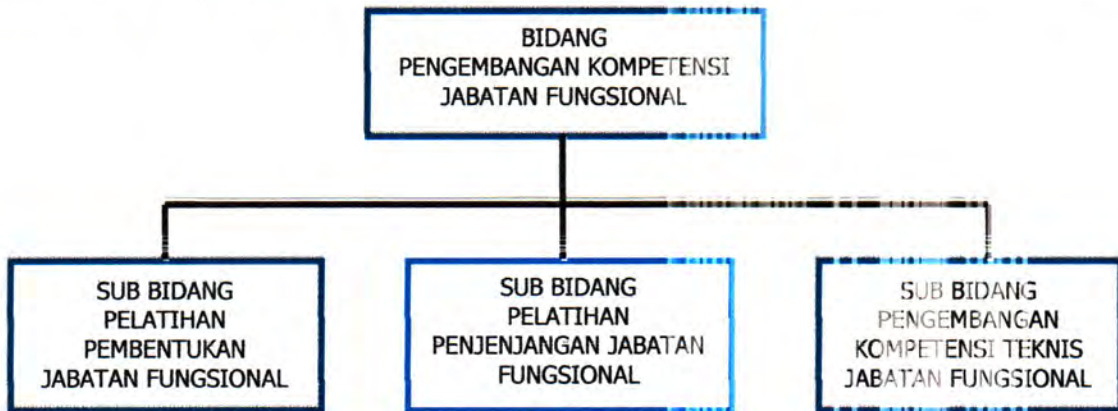 BIDANG
PENGEMBANGAN KOMPETENSI
JABATAN FUNGSIONAL
SUB BIDANG
PELATIHAN
PEMBENTUKAN
JABATAN FUNGSIONAL
SUB BIDANG
PELATIHAN
PENJENJANGAN JABATAN
FUNGSIONAL
SUB BIDANG
PENGEMBANGAN
KOMPETENSI TEKNIS
JABATAN FUNGSIONAL